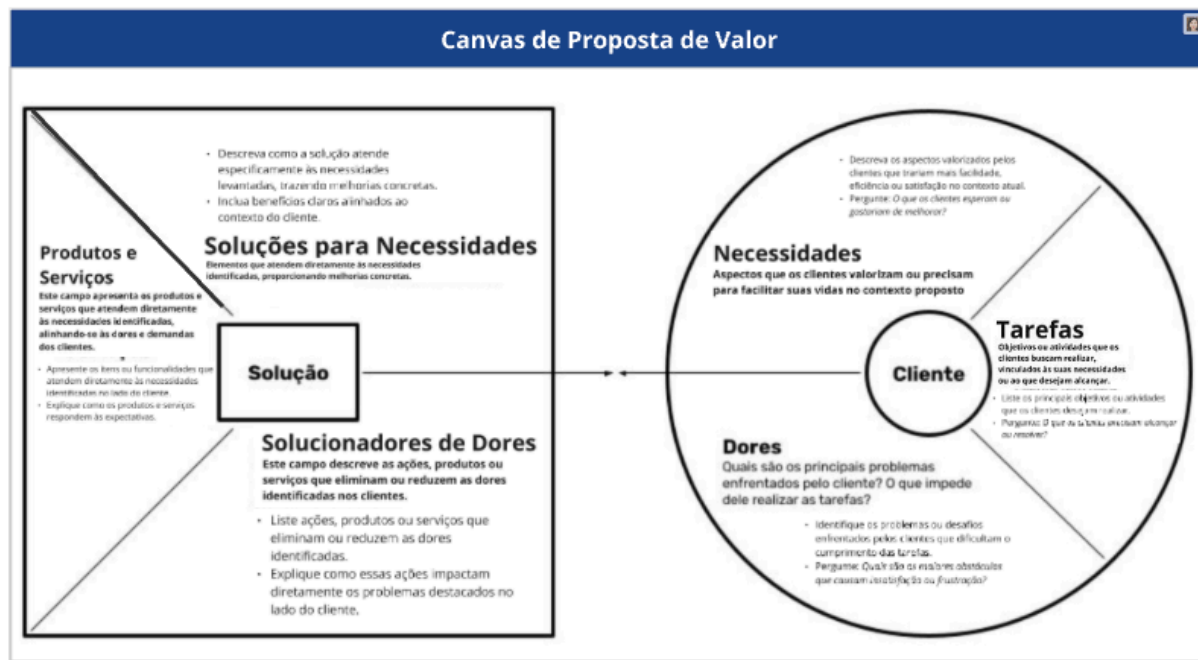 Canvas de Proposta de Valor
Descreva como a solução atende
especificamente às necessidades
levantadas, trazendo melhorias concretas.
Inclua benefícios claros alinhados ao
contexto do cliente.
Soluções para Necessidades
Elementos que atendem diretamente às necessidades
identificadas, proporcionando melhorias concretas.
Produtos e
Serviços
Este campo apresenta os produtos e
serviços que atendem diretamente
às necessidades identificadas,
alinhando-se às dores e demandas
dos clientes.
Apresente os itens ou funcionalidades que
atendem diretamente às necessidades
identificadas no lado do cliente.
Explique como os produtos e serviços
respondem às expectativas.
Solução
Solucionadores de Dores
Este campo descreve as ações, produtos ou
serviços que eliminam ou reduzem as dores
identificadas nos clientes.
Liste ações, produtos ou serviços que
eliminam ou reduzem as dores
identificadas.
Explique como essas ações impactam
diretamente os problemas destacados no
lado do cliente.
Descreva os aspectos valorizados pelos
clientes que trariam mais facilidade,
eficiência ou satisfação no contexto atual.
Pergunte: O que os clientes esperam ou
gostariam de melhorar?
Necessidades
Aspectos que os clientes valorizam ou precisam
para facilitar suas vidas no contexto proposto
Cliente
Tarefas
Objetivos ou atividades que os
clientes buscam realizar,
vinculados às suas necessidades
ou ao que desejam alcançar.
Liste os principais objetivos ou atividades
que os clientes desejam realizar.
Pergunte: O que os clientes precisam alcançar
ou resolver?
Dores
Quais são os principais problemas
enfrentados pelo cliente? O que impede
dele realizar as tarefas?
Identifique os problemas ou desafios
enfrentados pelos clientes que dificultam o
cumprimento das tarefas.
Pergunte: Quais são os maiores obstáculos
que causam insatisfação ou frustração?